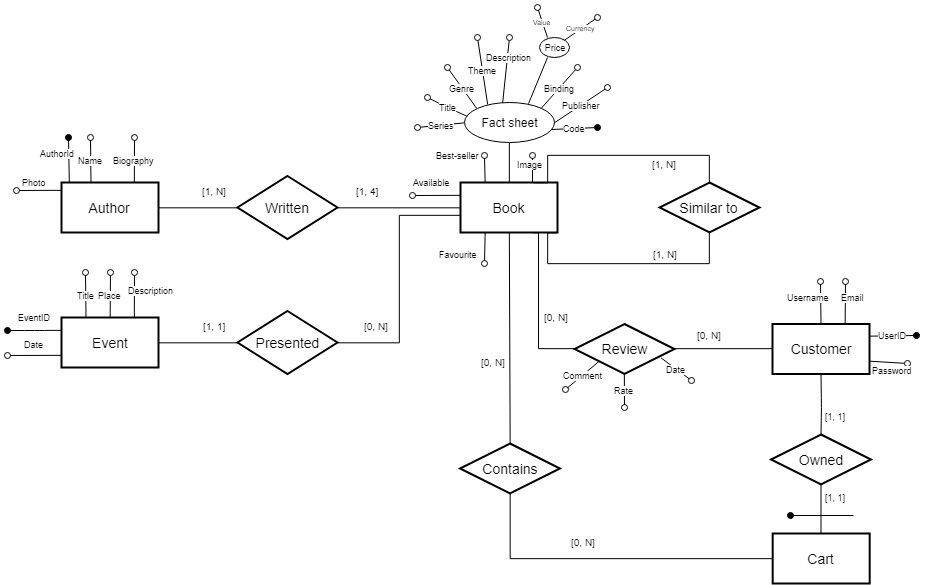 Value
Currency
Price
Description
Theme
Genre
Binding
Title
Publisher
Series
Fact sheet
Code
AuthorId
Name
Biography
Best-seller
Image
[1, N]
Photo
Available
[1, N]
[1, 4]
Author
Written
Book
Similar to
Favourite
[1, N]
Title
Place
Description
Username
Email
EventID
[1, 1]
[0, N]
[0, N]
[0, N]
UserID
Date
Event
Presented
Review
Customer
[0, N]
Comment
Date
Password
Rate
[1, 1]
Contains
Owned
[1, 1]
[0, N]
Cart